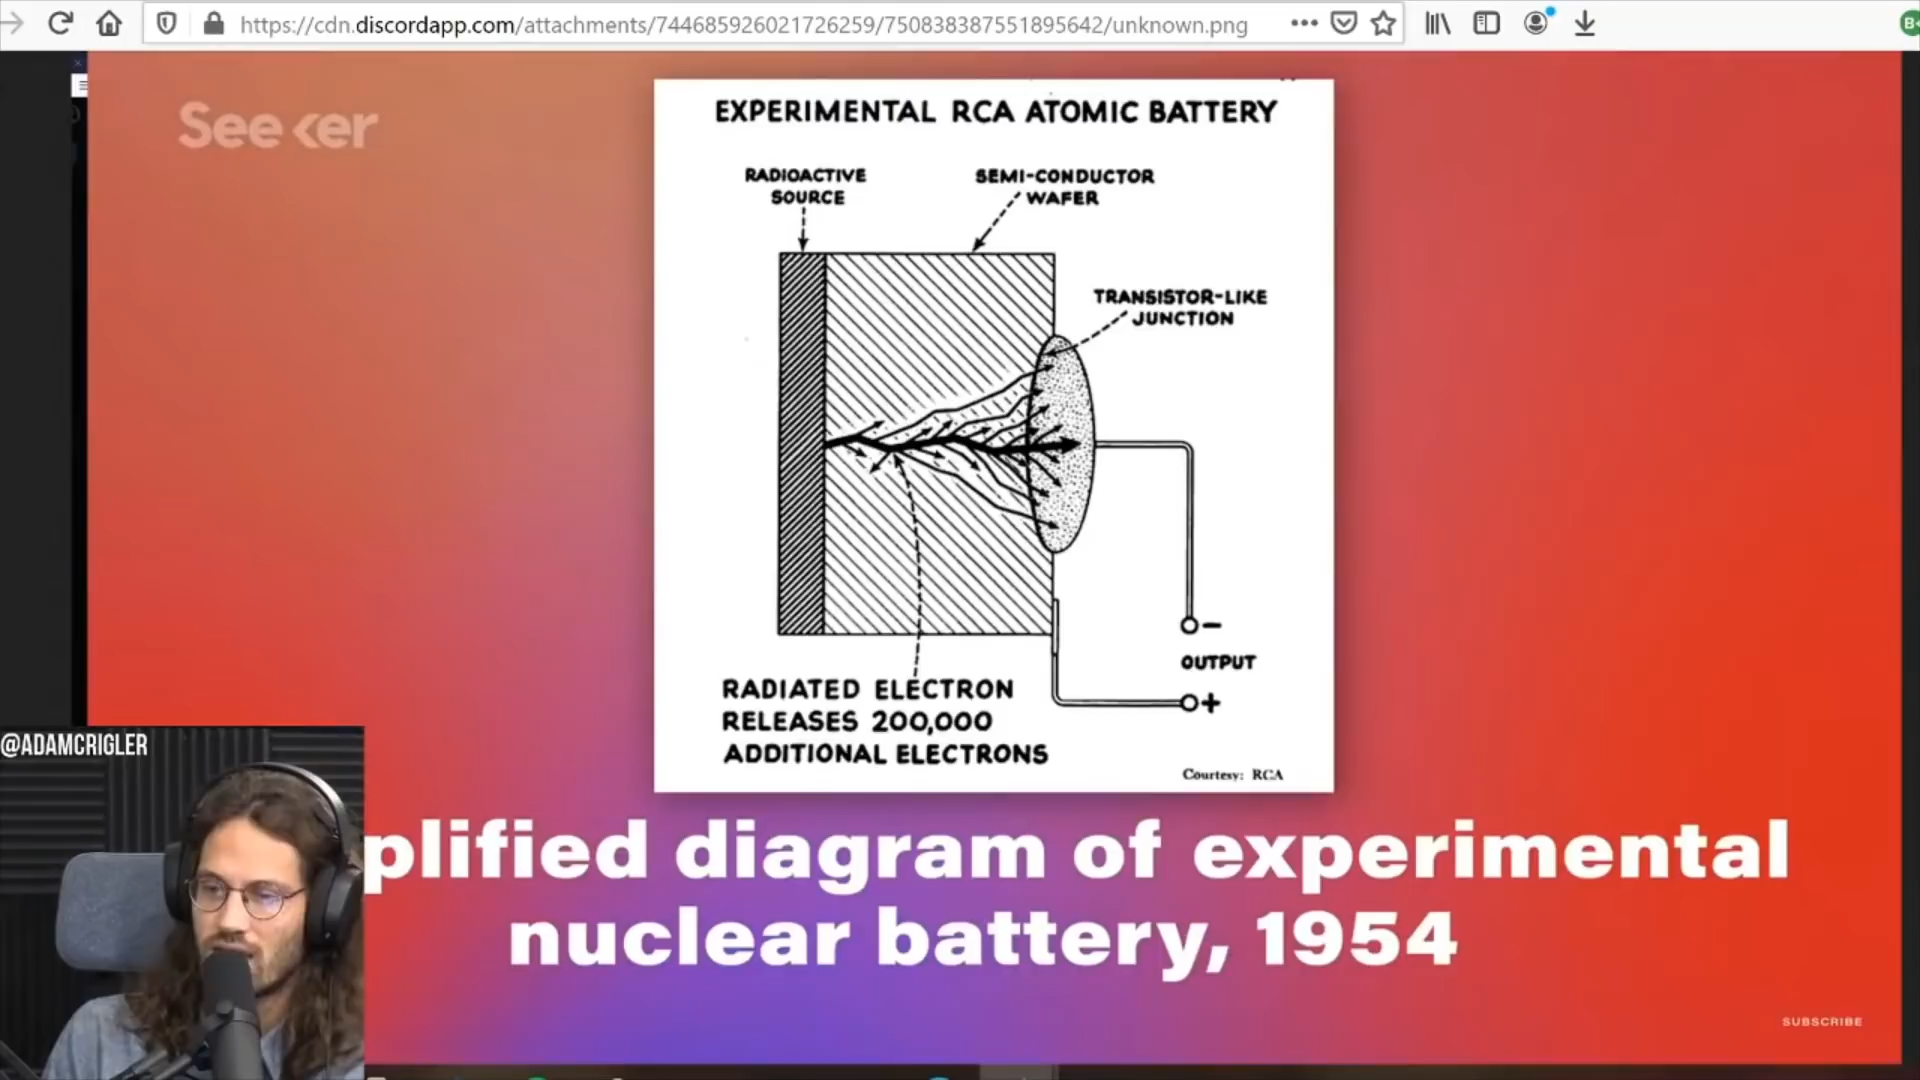 https://cdn.discordapp.com/attachments/744685926021726259/750838387551895642/unknown.png
Seeker
EXPERIMENTAL RCA ATOMIC BATTERY
RADIOACTIVE
SOURCE
SEMI-CONDUCTOR
WAFER
TRANSISTOR-LIKE
JUNCTION
-
OUTPUT
+
RADIATED ELECTRON
RELEASES 200,000
ADDITIONAL ELECTRONS
Courtesy: RCA
@ADAMCRIGLER
plified diagram of experimental
nuclear battery, 1954
SUBSCRIBE